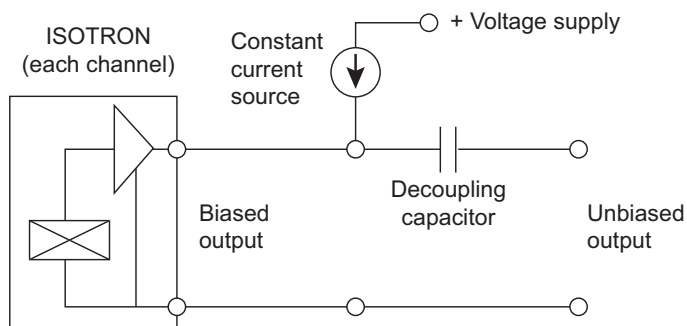 ISOTRON
(each channel)
Constant
current
source
+ Voltage supply
Biased
output
Decoupling
capacitor
Unbiased
output